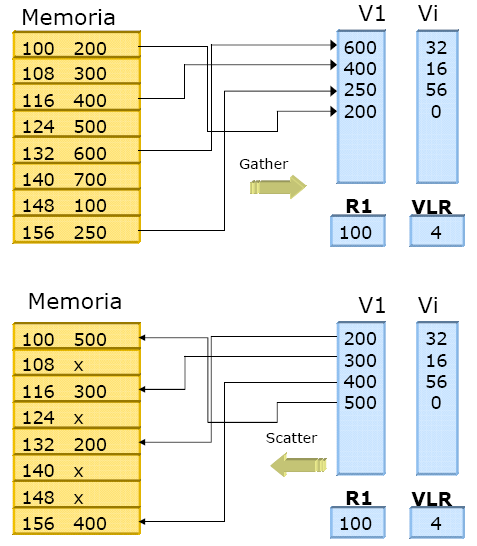 Memoria V1 Vi
100 200 600 32
108 300 400 16
116 400 250 56
124 500 200 0
132 600
140 700 Gather
148 100 R1 VLR
156 250 100 4
Memoria V1 Vi
100 500 200 32
108 x 300 16
116 300 400 56
124 x 500 0
132 200 Scatter
140 x
148 x R1 VLR
156 400 100 4